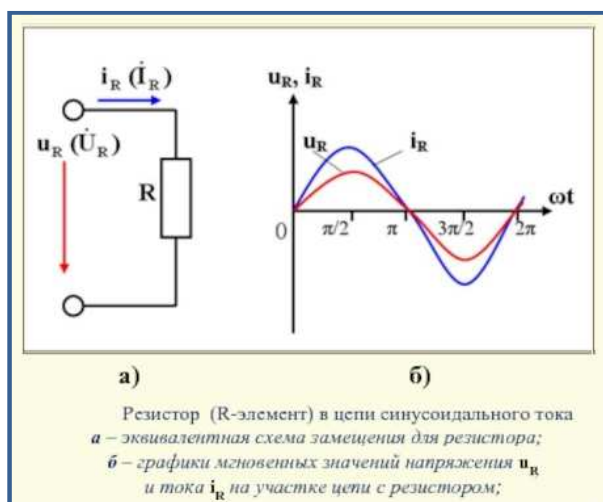 i_R (İ_R)
u_R (U̇_R)
R
u_R, i_R
u_R
i_R
ωt
0
π/2
π
3π/2
2π
а)
б)
Резистор (R-элемент) в цепи синусоидального тока
а – эквивалентная схема замещения для резистора;
б – графики мгновенных значений напряжения u_R
и тока i_R на участке цепи с резистором;